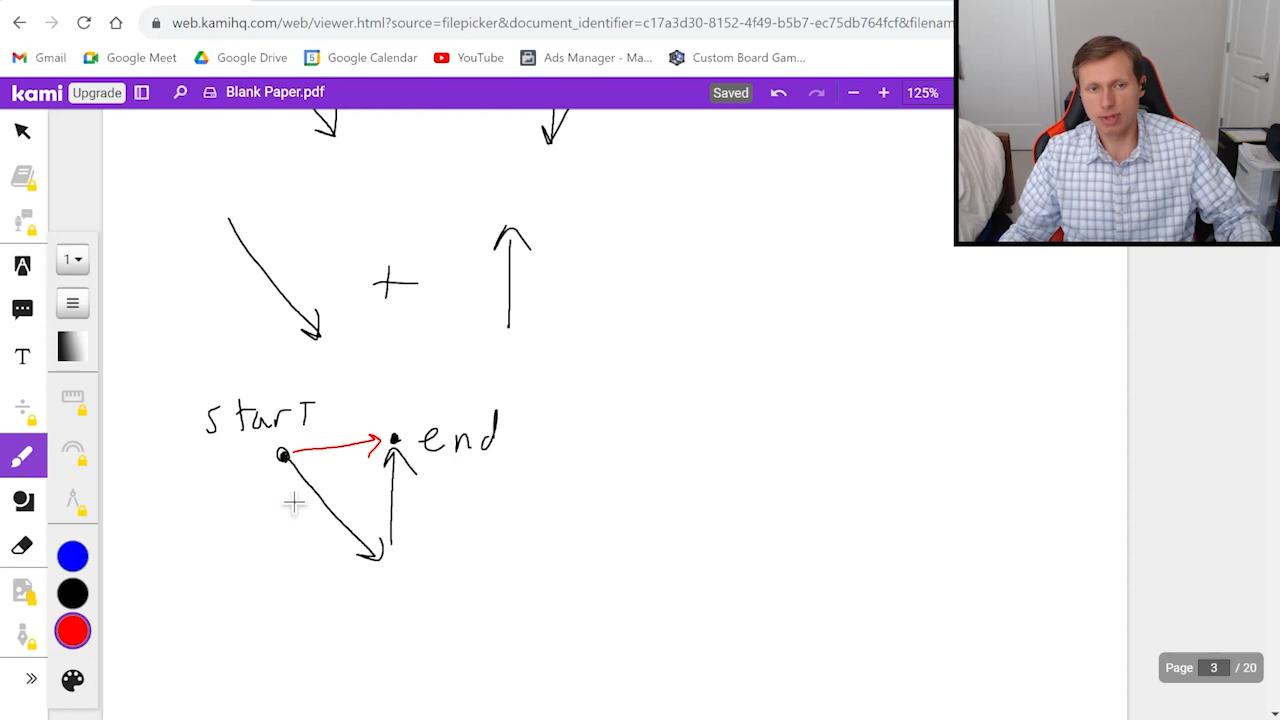 web.kamihq.com/web/viewer.html?source=filepicker&document_identifier=c17a3d30-8152-4f49-b5b7-ec75db764fcf&filenam
Gmail Google Meet Google Drive 5 Google Calendar YouTube Ads Manager - Ma... Custom Board Gam...
kami Upgrade Blank Paper.pdf Saved 125%
+
1
A
T
start
end
Page 3 / 20